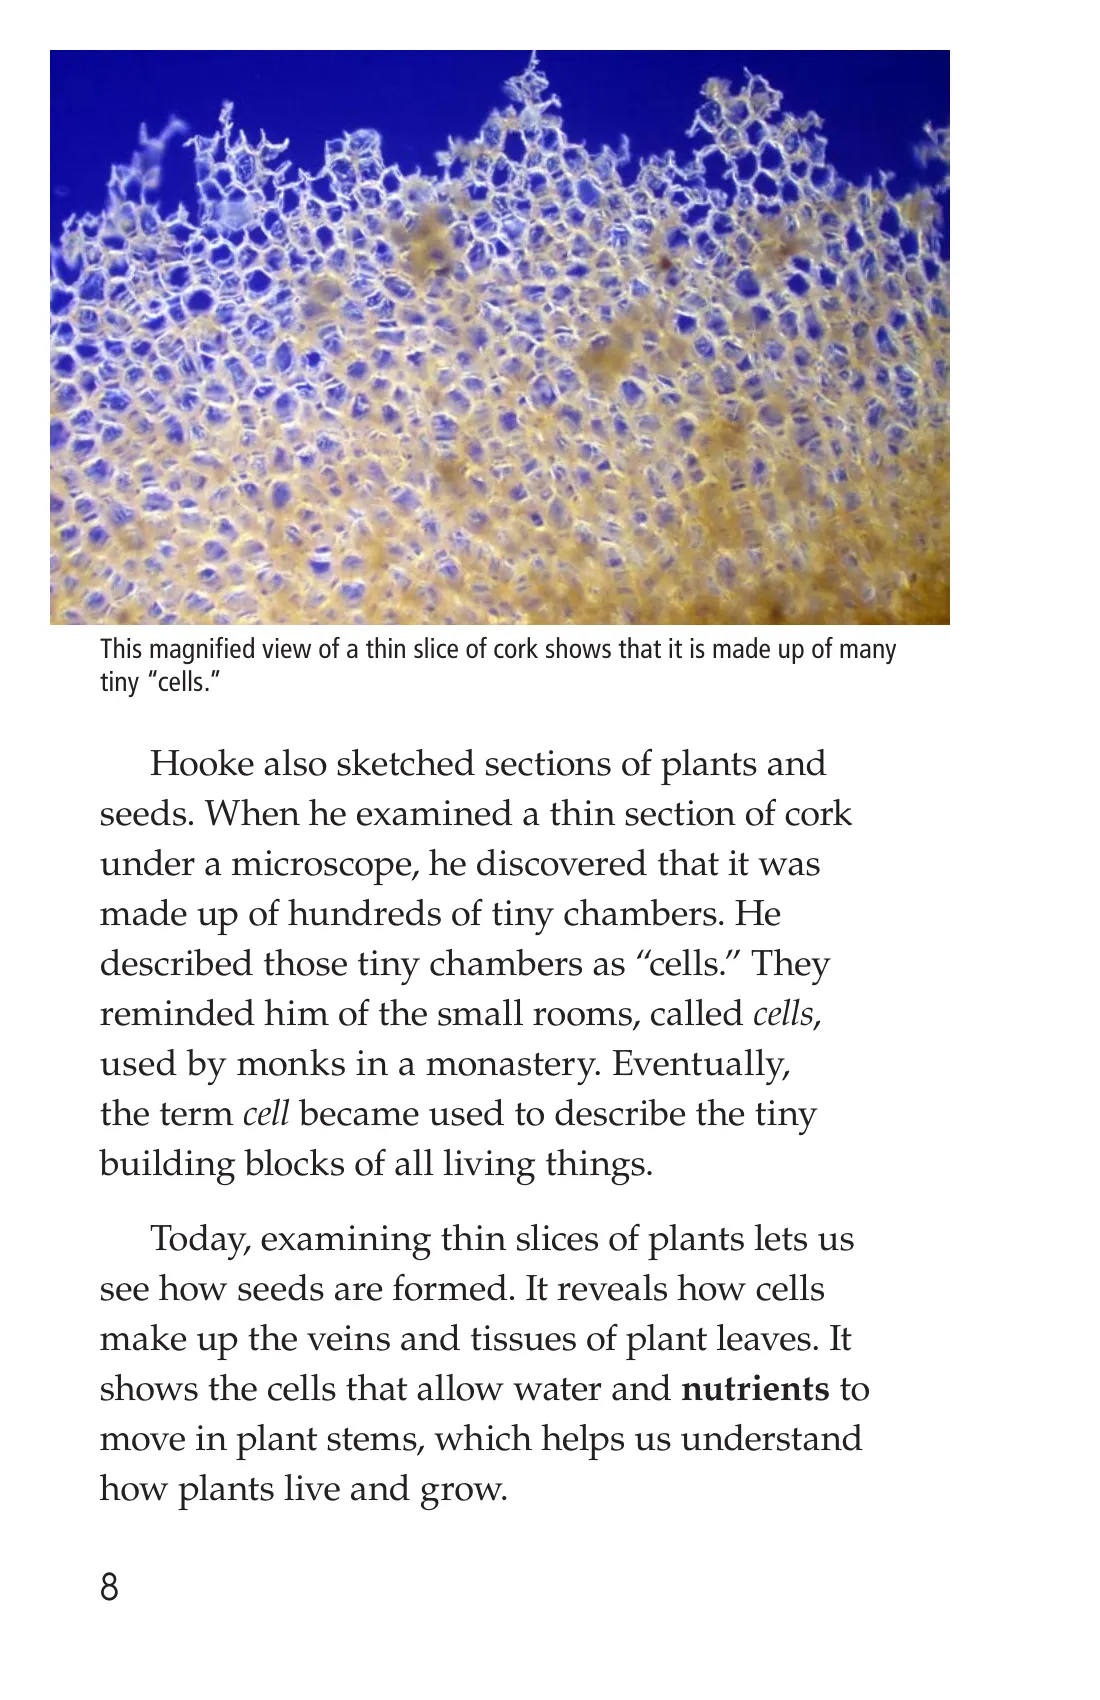 This magnified view of a thin slice of cork shows that it is made up of many
tiny “cells.”
Hooke also sketched sections of plants and
seeds. When he examined a thin section of cork
under a microscope, he discovered that it was
made up of hundreds of tiny chambers. He
described those tiny chambers as “cells.” They
reminded him of the small rooms, called cells,
used by monks in a monastery. Eventually,
the term cell became used to describe the tiny
building blocks of all living things.
Today, examining thin slices of plants lets us
see how seeds are formed. It reveals how cells
make up the veins and tissues of plant leaves. It
shows the cells that allow water and nutrients to
move in plant stems, which helps us understand
how plants live and grow.
8